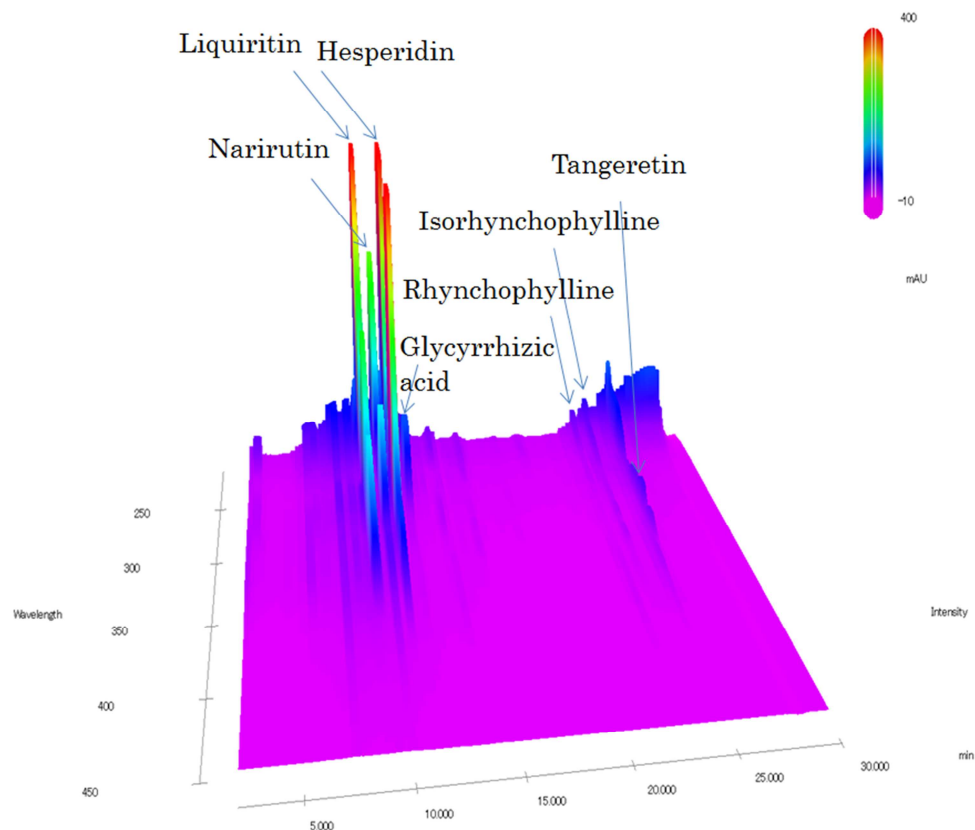 400
Liquiritin
Hesperidin
Narirutin
Tangeretin
-10
Isorhynchophylline
mAU
Rhynchophylline
Glycyrrhizic
acid
250
300
Wavelength
350
Intensity
400
450
5.000
10.000
15.000
20.000
25.000
30.000
min